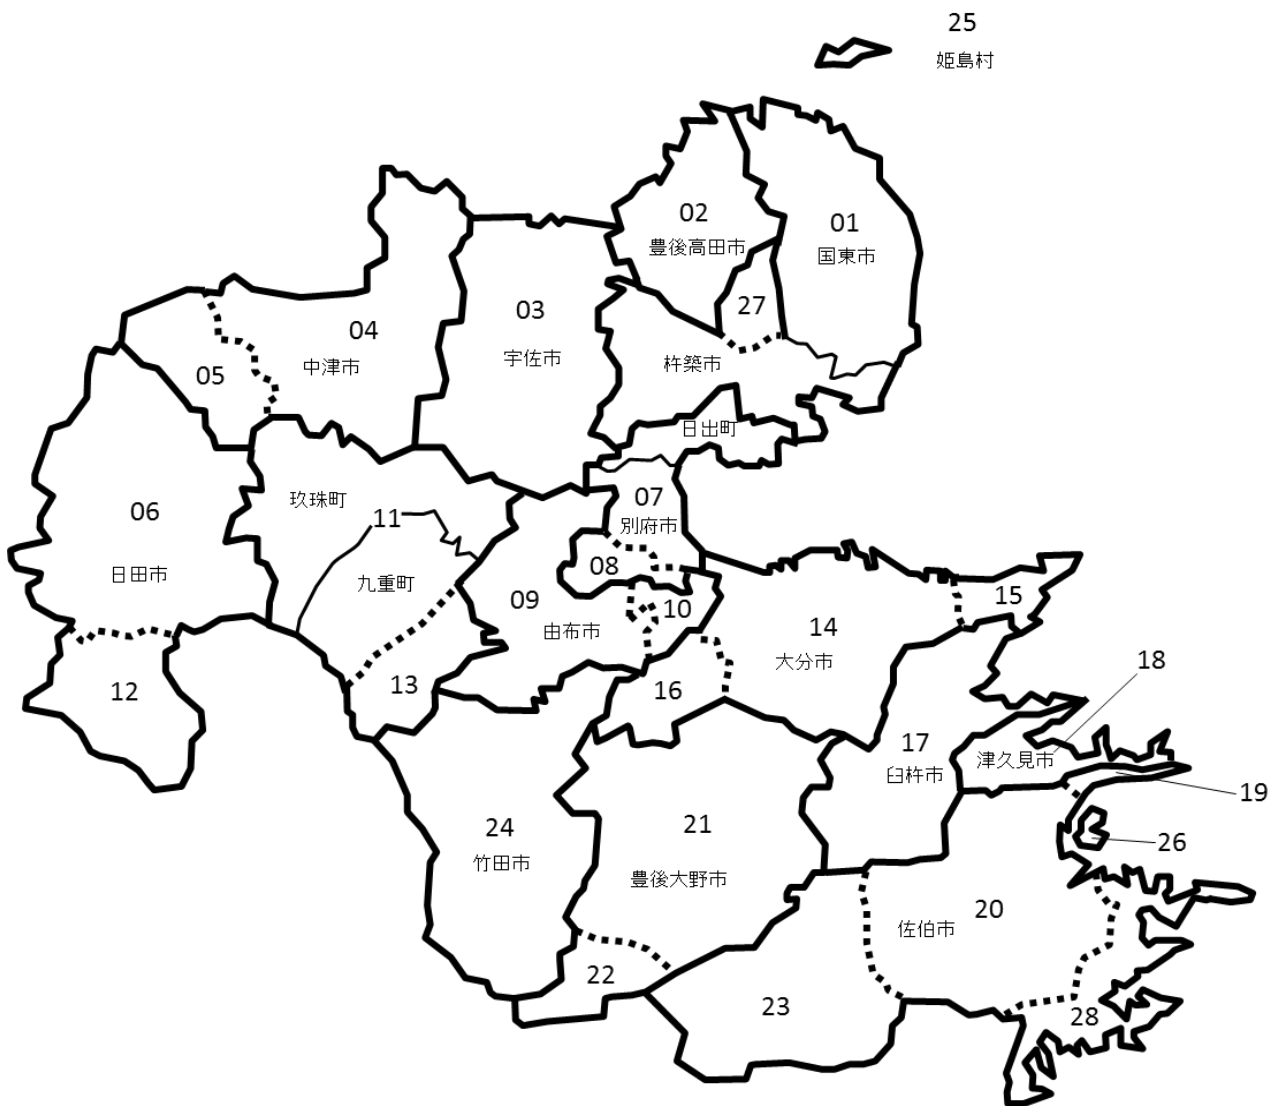 25
姫島村
02
豊後高田市
01
国東市
27
03
宇佐市
04
中津市
05
杵築市
日出町
06
日田市
玖珠町
11
九重町
07
別府市
08
09
由布市
10
14
大分市
15
12
13
16
18
17
臼杵市
津久見市
19
26
24
竹田市
21
豊後大野市
20
佐伯市
22
23
28